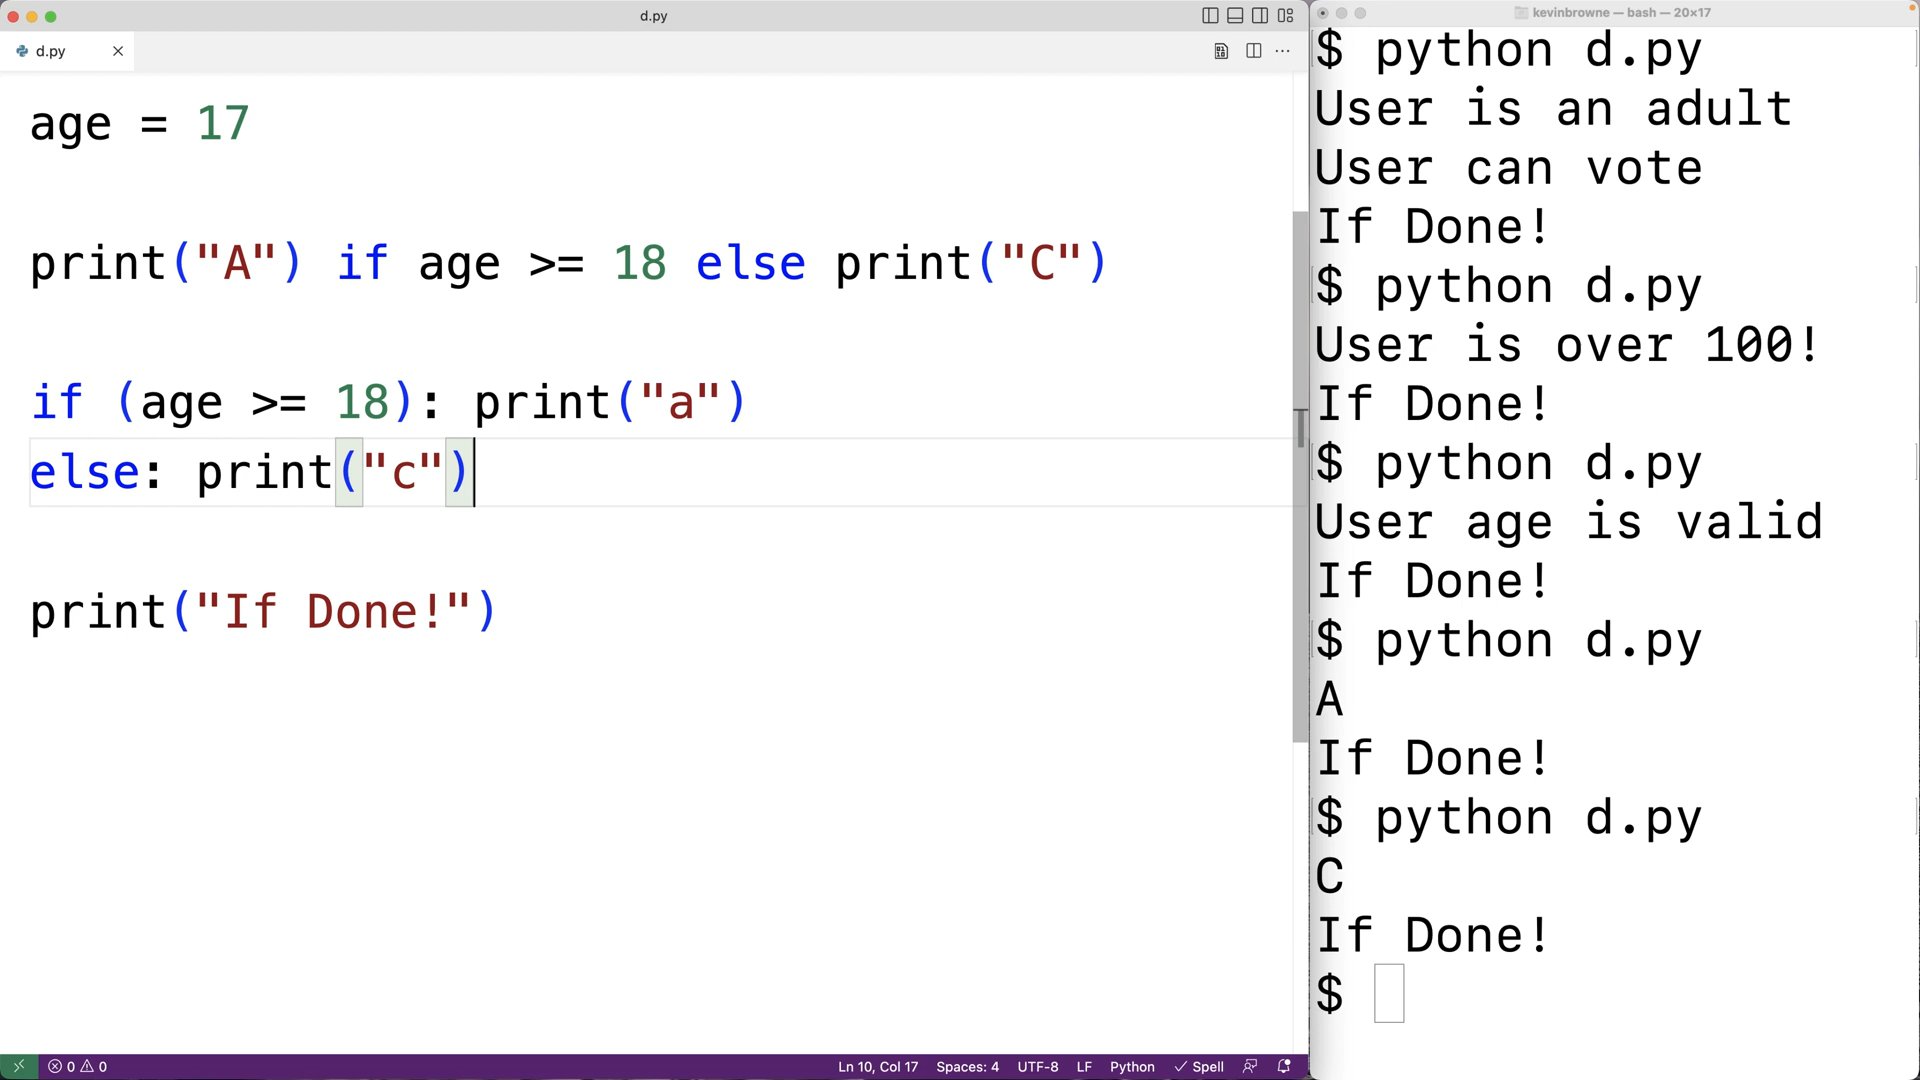 d.py
d.py
age = 17
print("A") if age >= 18 else print("C")
if (age >= 18): print("a")
else: print("c")
print("If Done!")
0 0
Ln 10, Col 17 Spaces: 4 UTF-8 LF Python Spell
kevinbrowne — bash — 20×17
$ python d.py
User is an adult
User can vote
If Done!
$ python d.py
User is over 100!
If Done!
$ python d.py
User age is valid
If Done!
$ python d.py
A
If Done!
$ python d.py
C
If Done!
$